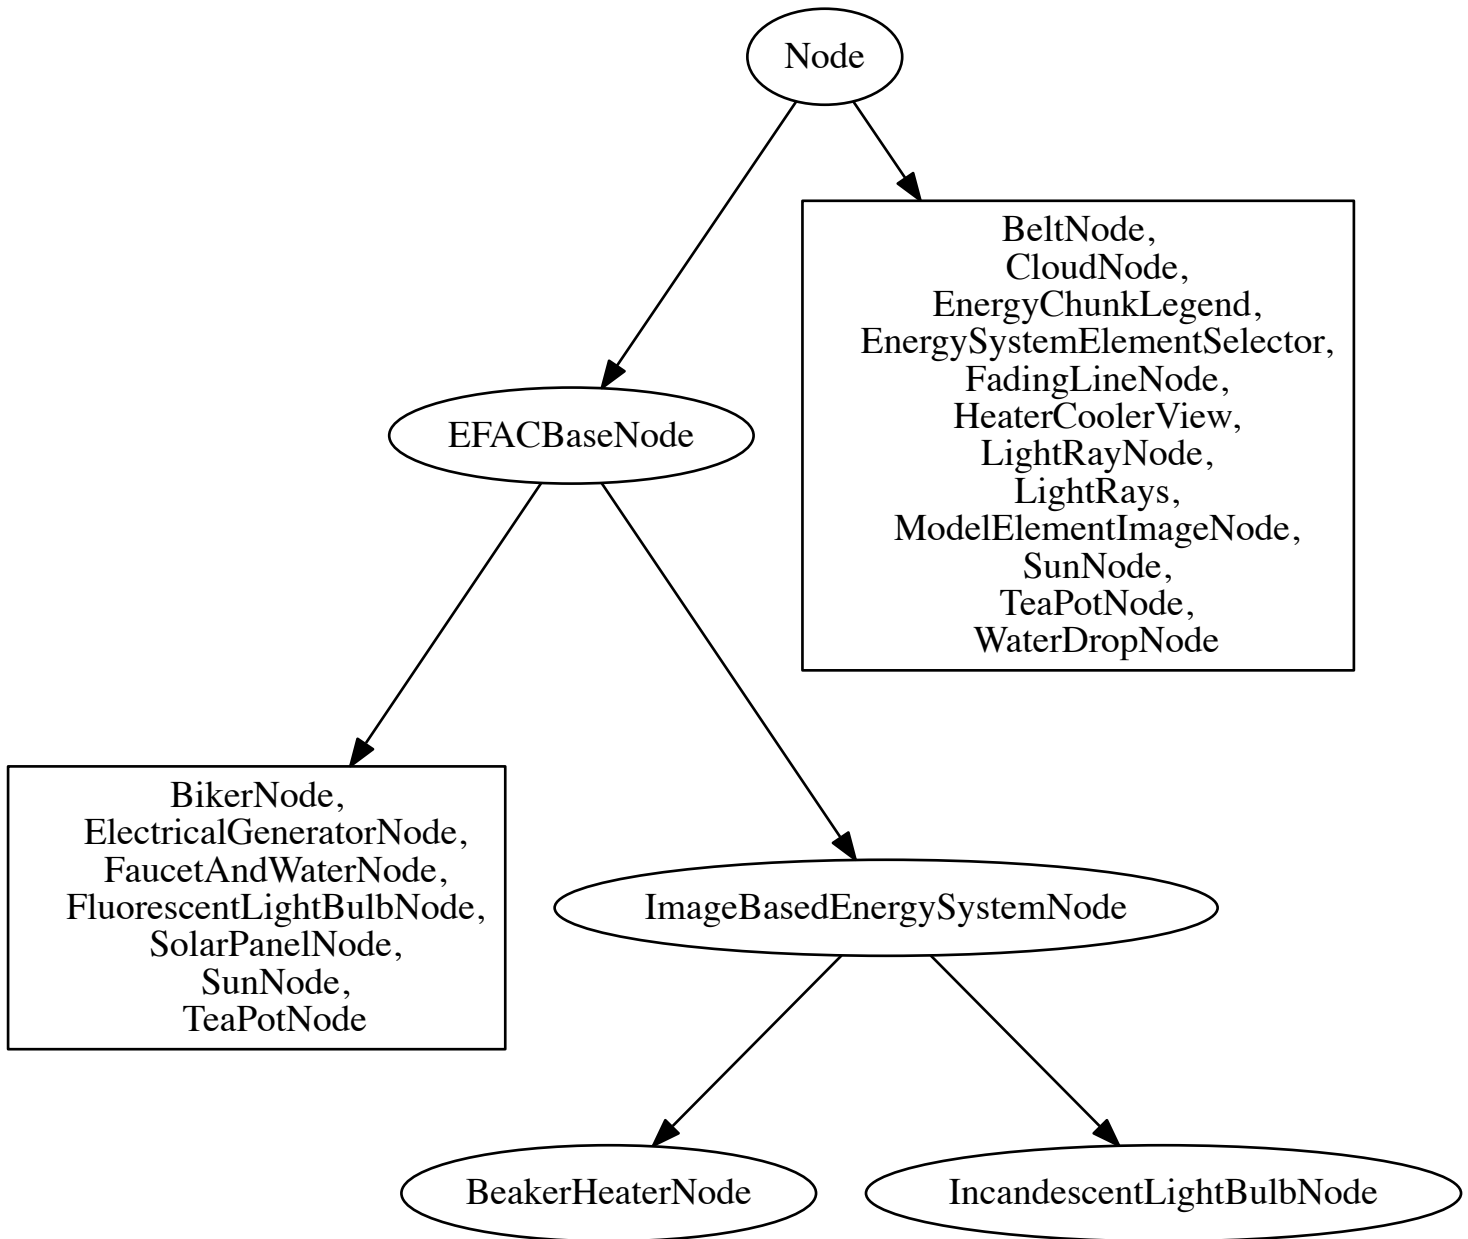 Node
BeltNode,
CloudNode,
EnergyChunkLegend,
EnergySystemElementSelector,
FadingLineNode,
HeaterCoolerView,
LightRayNode,
LightRays,
ModelElementImageNode,
SunNode,
TeaPotNode,
WaterDropNode
EFACBaseNode
BikerNode,
ElectricalGeneratorNode,
FaucetAndWaterNode,
FluorescentLightBulbNode,
SolarPanelNode,
SunNode,
TeaPotNode
ImageBasedEnergySystemNode
BeakerHeaterNode
IncandescentLightBulbNode